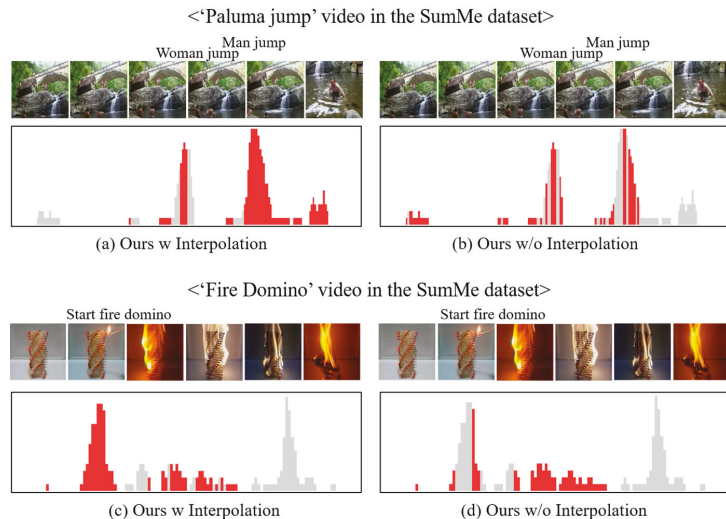 <‘Paluma jump’ video in the SumMe dataset>
Man jump
Woman jump
Man jump
Woman jump
(a) Ours w Interpolation
(b) Ours w/o Interpolation
<‘Fire Domino’ video in the SumMe dataset>
Start fire domino
Start fire domino
(c) Ours w Interpolation
(d) Ours w/o Interpolation